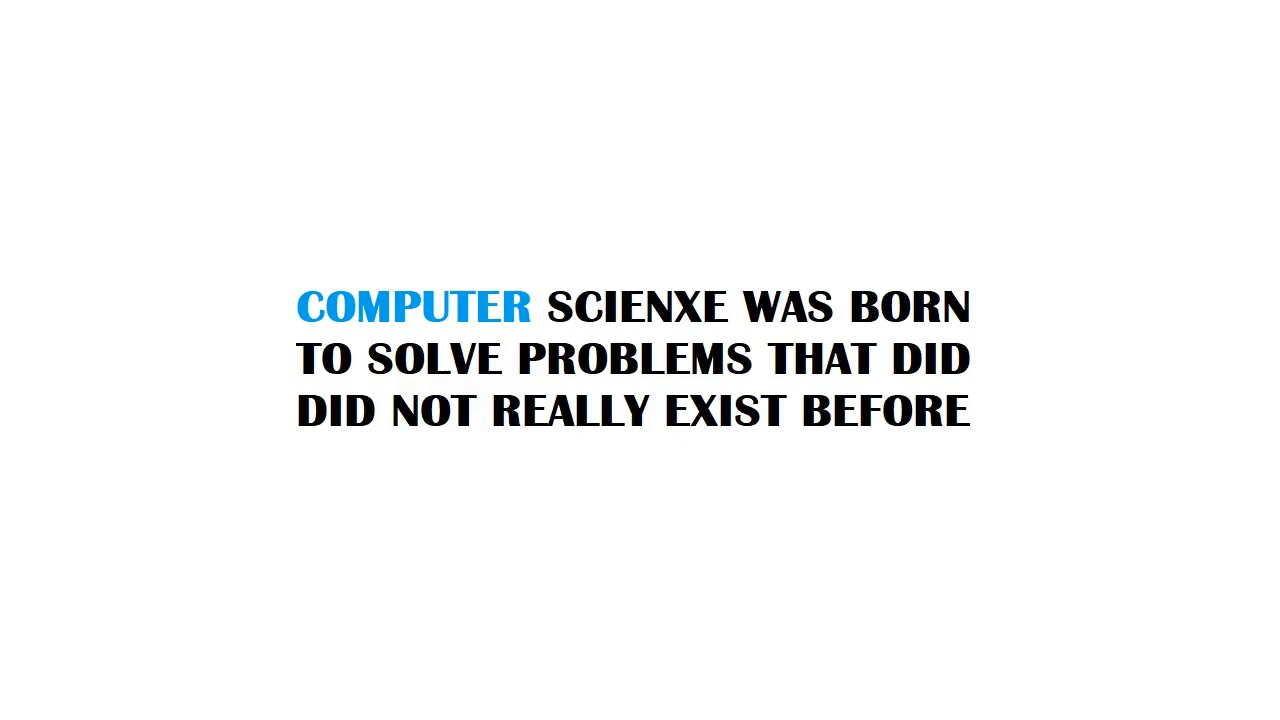 COMPUTER SCIENXE WAS BORN
TO SOLVE PROBLEMS THAT DID
DID NOT REALLY EXIST BEFORE